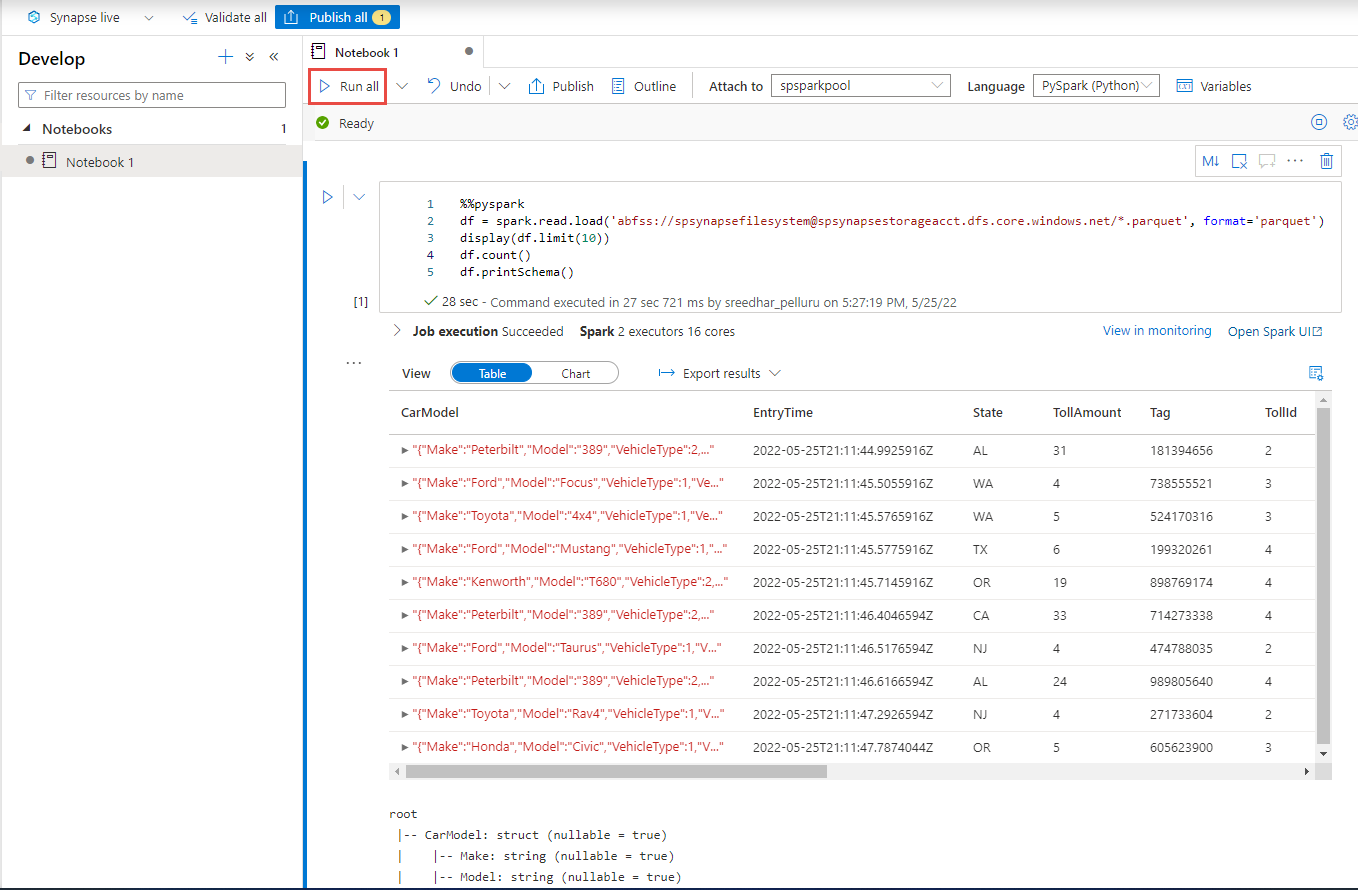 Synapse live Validate all Publish all 1
Develop
Filter resources by name
Notebooks 1
Notebook 1
Notebook 1
Run all Undo Publish Outline Attach to spsparkpool Language PySpark (Python) Variables
Ready
M↓ ...
1 %%pyspark
2 df = spark.read.load('abfss://spsynapsefilesystem@spsynapsestorageacct.dfs.core.windows.net/*.parquet', format='parquet')
3 display(df.limit(10))
4 df.count()
5 df.printSchema()
[1] 28 sec - Command executed in 27 sec 721 ms by sreedhar_pelluru on 5:27:19 PM, 5/25/22
Job execution Succeeded Spark 2 executors 16 cores View in monitoring Open Spark UI
...
View Table Chart Export results
CarModel EntryTime State TollAmount Tag TollId
"{"Make":"Peterbilt","Model":"389","VehicleType":2,..." 2022-05-25T21:11:44.9925916Z AL 31 181394656 2
"{"Make":"Ford","Model":"Focus","VehicleType":1,"Ve..." 2022-05-25T21:11:45.5055916Z WA 4 738555521 3
"{"Make":"Toyota","Model":"4x4","VehicleType":1,"Ve..." 2022-05-25T21:11:45.5765916Z WA 5 524170316 3
"{"Make":"Ford","Model":"Mustang","VehicleType":1,"..." 2022-05-25T21:11:45.5775916Z TX 6 199320261 4
"{"Make":"Kenworth","Model":"T680","VehicleType":2,..." 2022-05-25T21:11:45.7145916Z OR 19 898769174 4
"{"Make":"Peterbilt","Model":"389","VehicleType":2,..." 2022-05-25T21:11:46.4046594Z CA 33 714273338 4
"{"Make":"Ford","Model":"Taurus","VehicleType":1,"V..." 2022-05-25T21:11:46.5176594Z NJ 4 474788035 2
"{"Make":"Peterbilt","Model":"389","VehicleType":2,..." 2022-05-25T21:11:46.6166594Z AL 24 989805640 4
"{"Make":"Toyota","Model":"Rav4","VehicleType":1,"V..." 2022-05-25T21:11:47.2926594Z NJ 4 271733604 2
"{"Make":"Honda","Model":"Civic","VehicleType":1,"V..." 2022-05-25T21:11:47.7874044Z OR 5 605623900 3
root
|-- CarModel: struct (nullable = true)
| |-- Make: string (nullable = true)
| |-- Model: string (nullable = true)